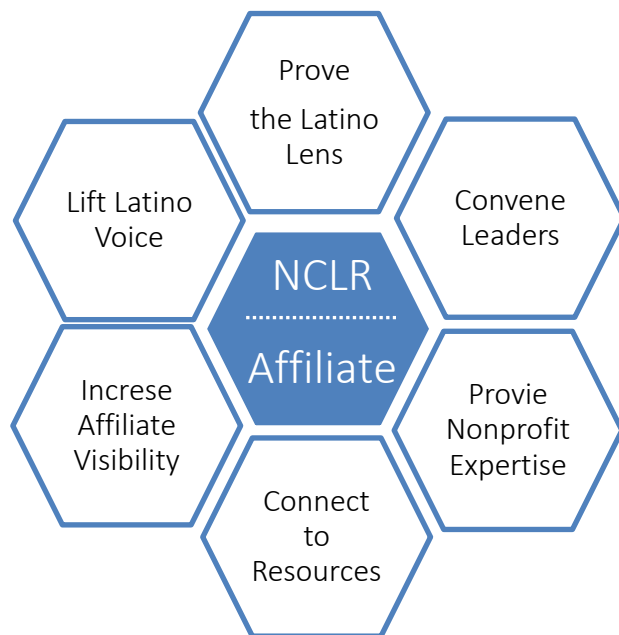 Prove
the Latino
Lens
Lift Latino
Voice
Convene
Leaders
NCLR
Affiliate
Increse
Affiliate
Visibility
Provie
Nonprofit
Expertise
Connect
to
Resources